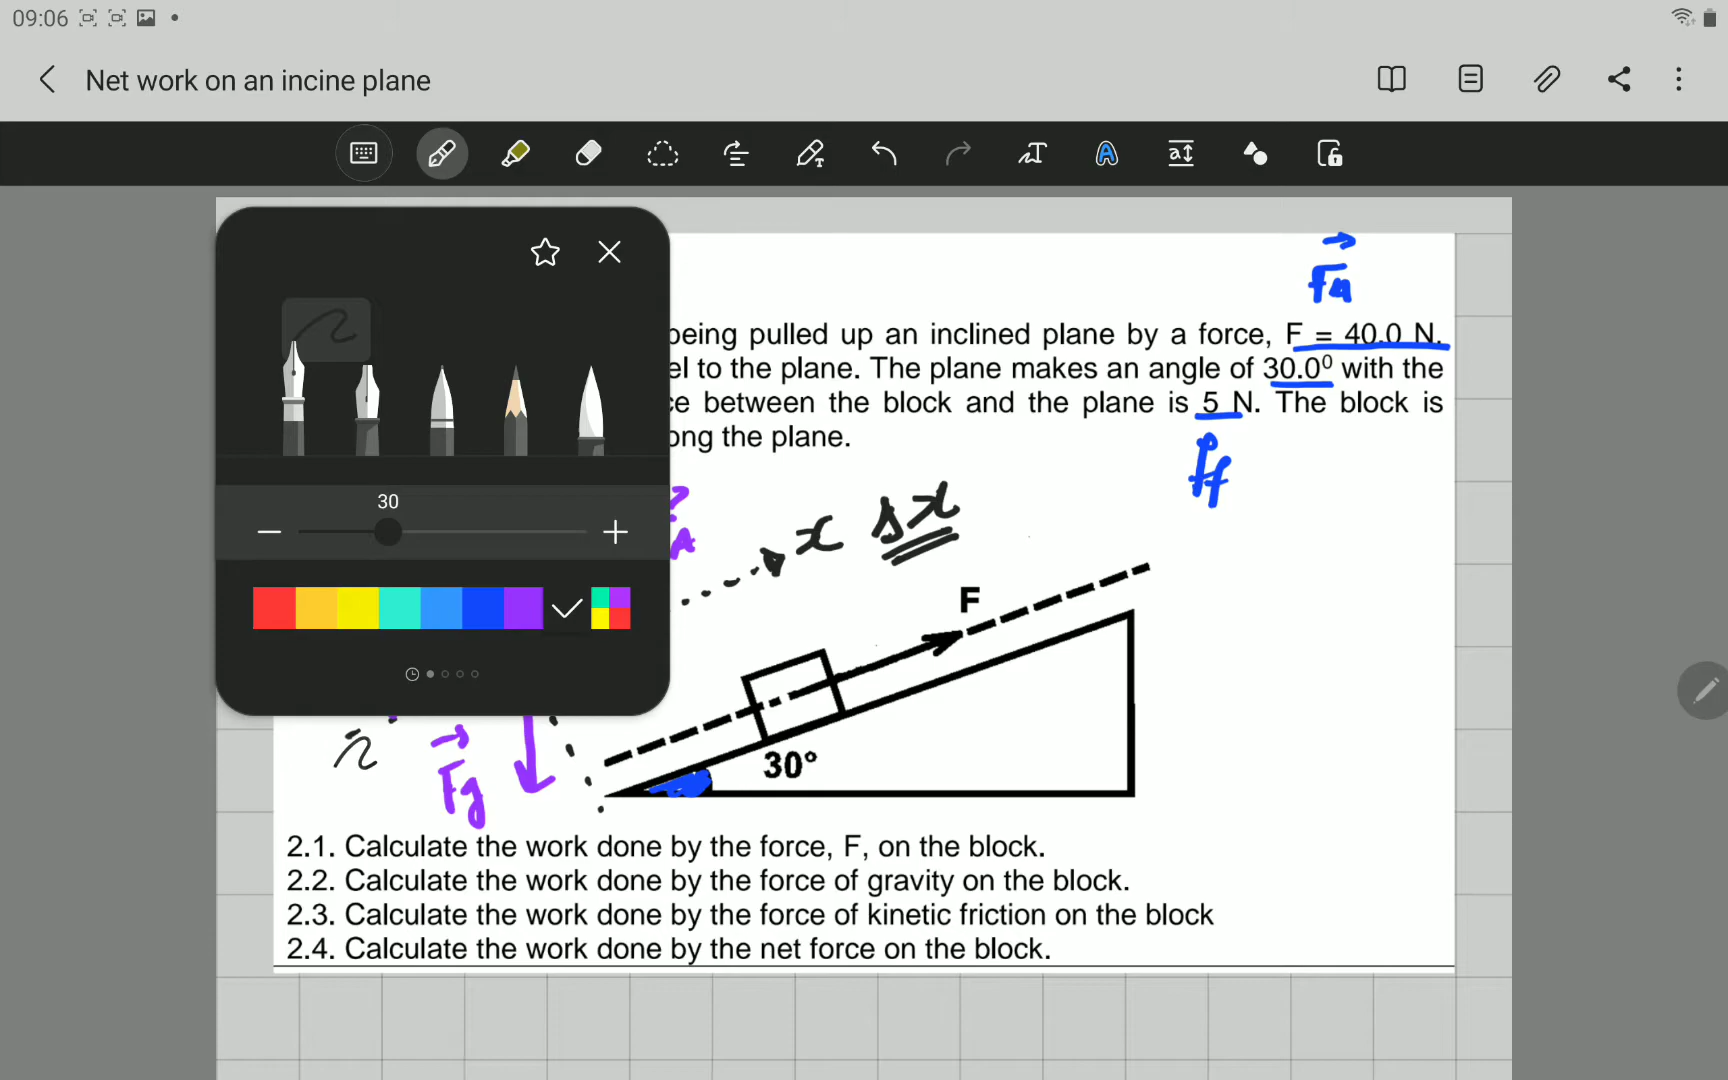 09:06
Net work on an incine plane
30
F⃗A
being pulled up an inclined plane by a force, F = 40.0 N.
el to the plane. The plane makes an angle of 30.0⁰ with the
ce between the block and the plane is 5 N. The block is
ong the plane.
Ff
x Δx
F
30°
F⃗g
2.1. Calculate the work done by the force, F, on the block.
2.2. Calculate the work done by the force of gravity on the block.
2.3. Calculate the work done by the force of kinetic friction on the block
2.4. Calculate the work done by the net force on the block.